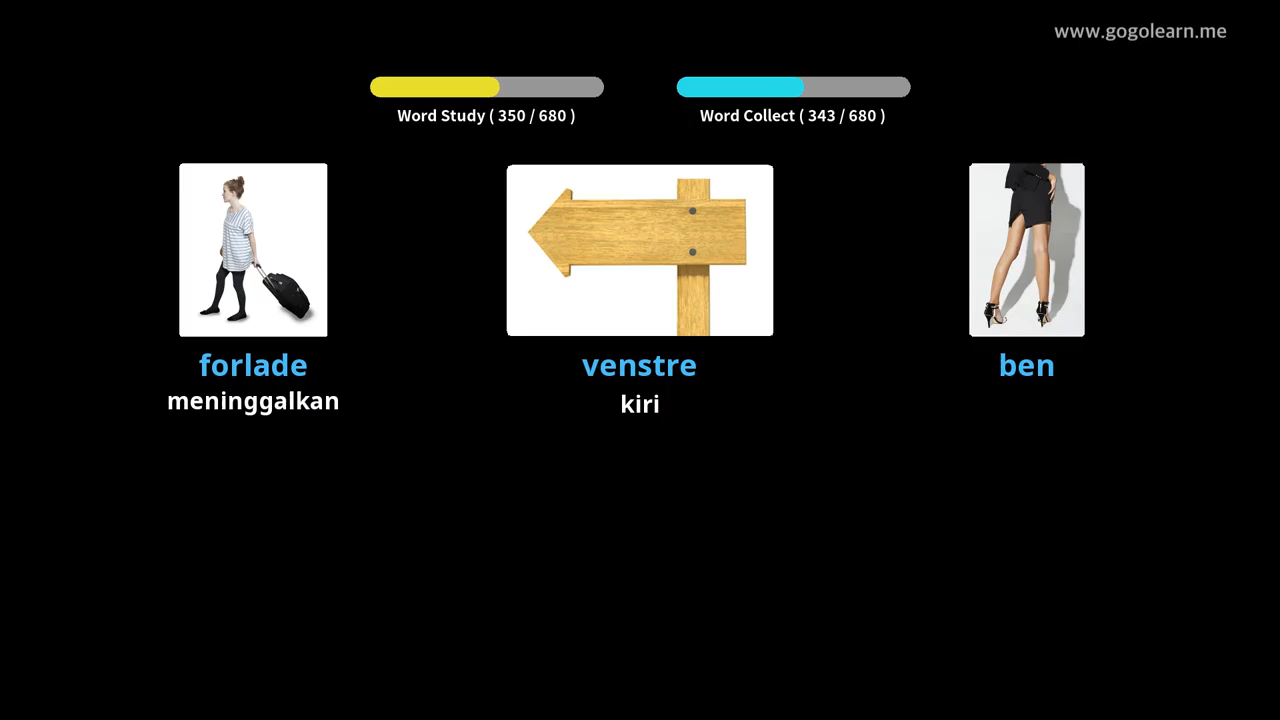 www.gogolearn.me
Word Study ( 350 / 680 )
Word Collect ( 343 / 680 )
forlade
venstre
ben
meninggalkan
kiri